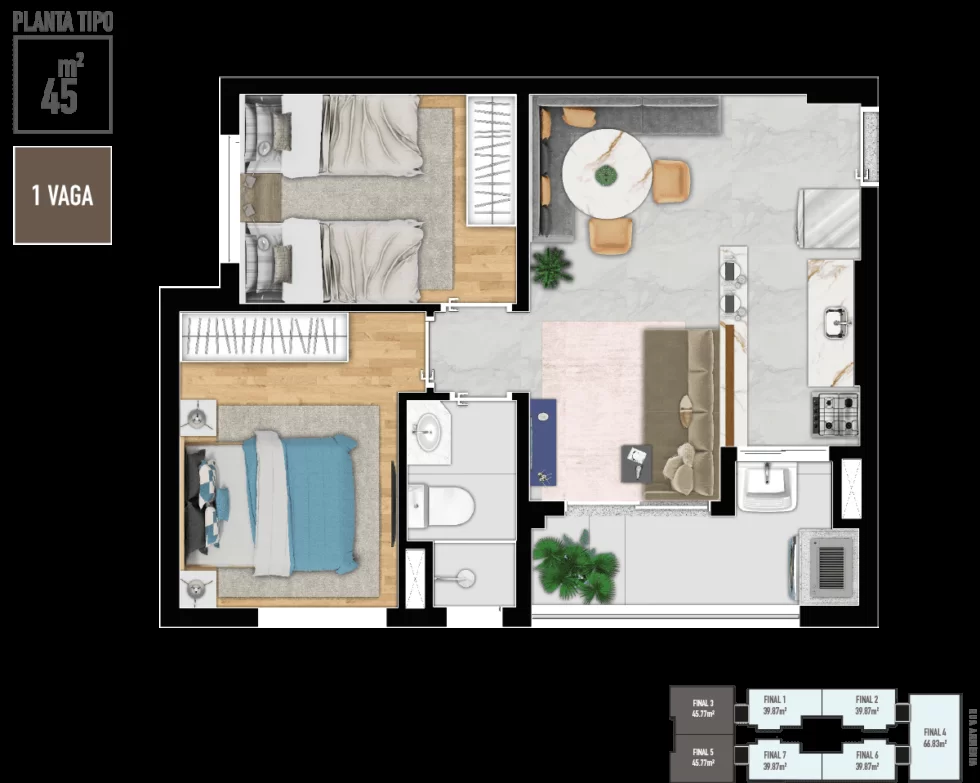 PLANTA TIPO
45 m²
1 VAGA
FINAL 3
45.77m²
FINAL 1
39.87m²
FINAL 2
39.87m²
FINAL 4
66.83m²
FINAL 5
45.77m²
FINAL 7
39.87m²
FINAL 6
39.87m²